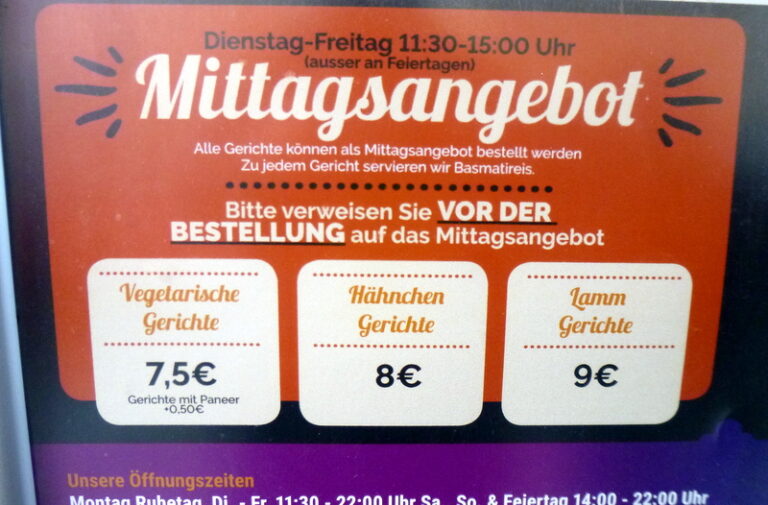 Dienstag-Freitag 11:30-15:00 Uhr
(ausser an Feiertagen)
Mittagsangebot
Alle Gerichte können als Mittagsangebot bestellt werden
Zu jedem Gericht servieren wir Basmatireis.
Bitte verweisen Sie VOR DER
BESTELLUNG auf das Mittagsangebot
Vegetarische
Gerichte
7,5€
Gerichte mit Paneer
+0,50€
Hähnchen
Gerichte
8€
Lamm
Gerichte
9€
Unsere Öffnungszeiten
Montag Ruhetag, Di. - Fr. 11:30 - 22:00 Uhr Sa., So. & Feiertag 14:00 - 22:00 Uhr